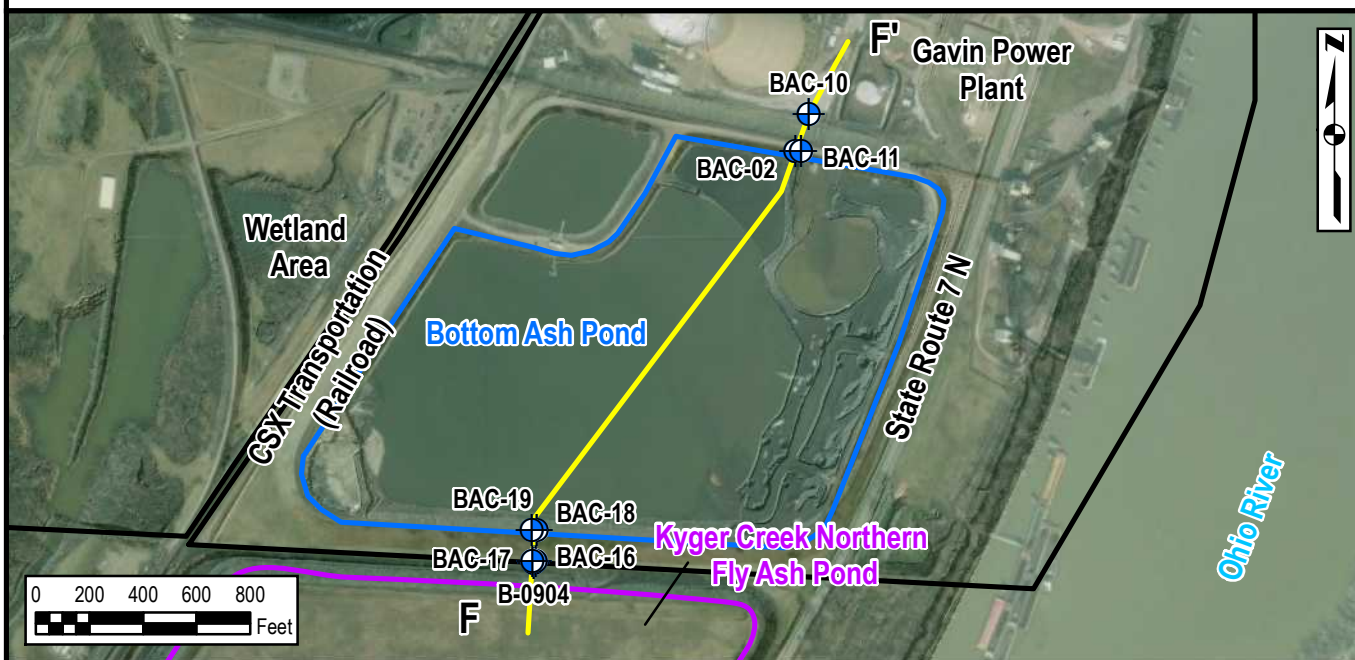 F'
Gavin Power
Plant
BAC-10
BAC-02
BAC-11
Z
Wetland
Area
CSX Transportation
(Railroad)
Bottom Ash Pond
State Route 7 N
BAC-19
BAC-18
Kyger Creek Northern
Fly Ash Pond
BAC-17
BAC-16
B-0904
F
Ohio River
0 200 400 600 800
Feet